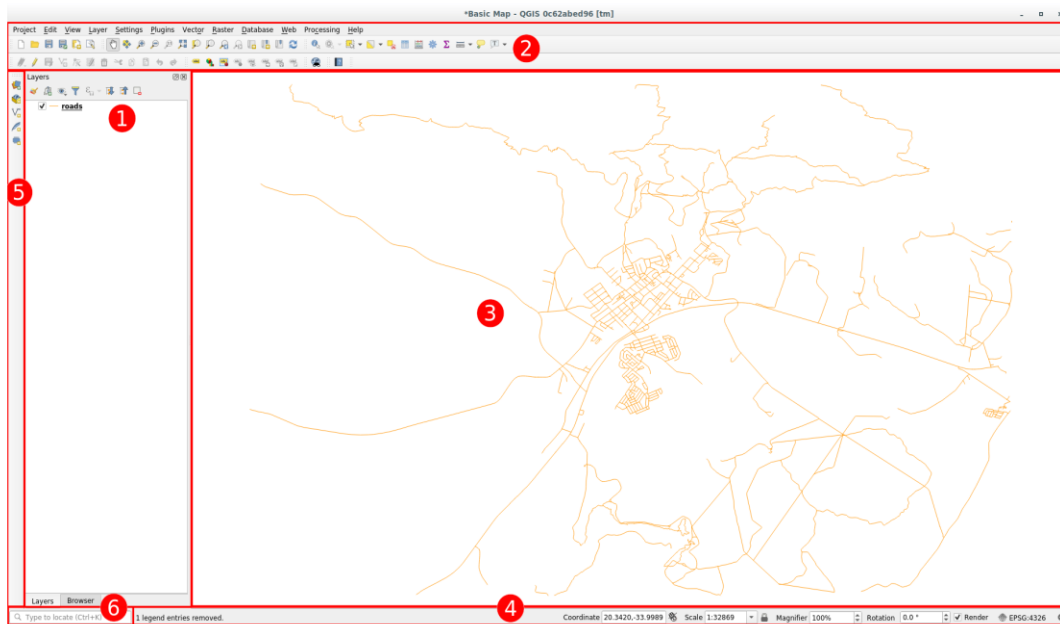 *Basic Map - QGIS 0c62abed96 [tm]
Project Edit View Layer Settings Plugins Vector Raster Database Web Processing Help
2
Layers
roads
1
5
3
Layers Browser
6
4
Type to locate (Ctrl+K) 1 legend entries removed. Coordinate 20.3420,-33.9989 Scale 1:32869 Magnifier 100% Rotation 0.0 ° Render EPSG:4326